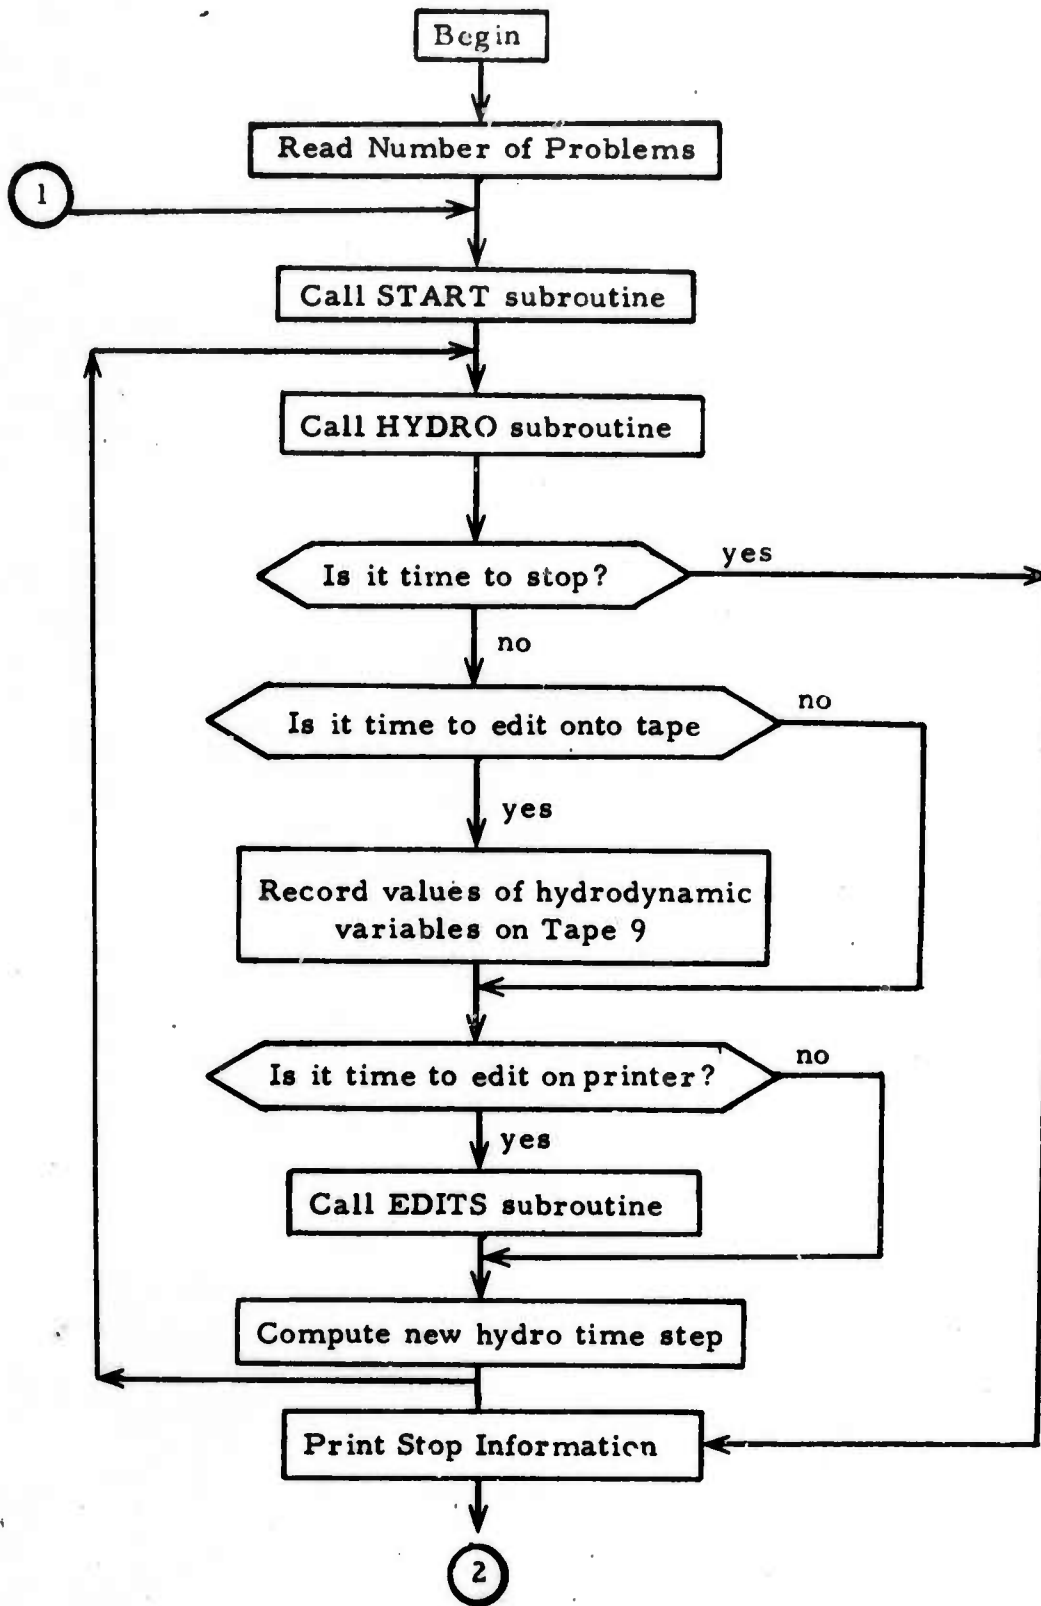 Begin
Read Number of Problems
1
Call START subroutine
Call HYDRO subroutine
Is it time to stop?
yes
no
Is it time to edit onto tape
no
yes
Record values of hydrodynamic
variables on Tape 9
Is it time to edit on printer?
no
yes
Call EDITS subroutine
Compute new hydro time step
Print Stop Information
2